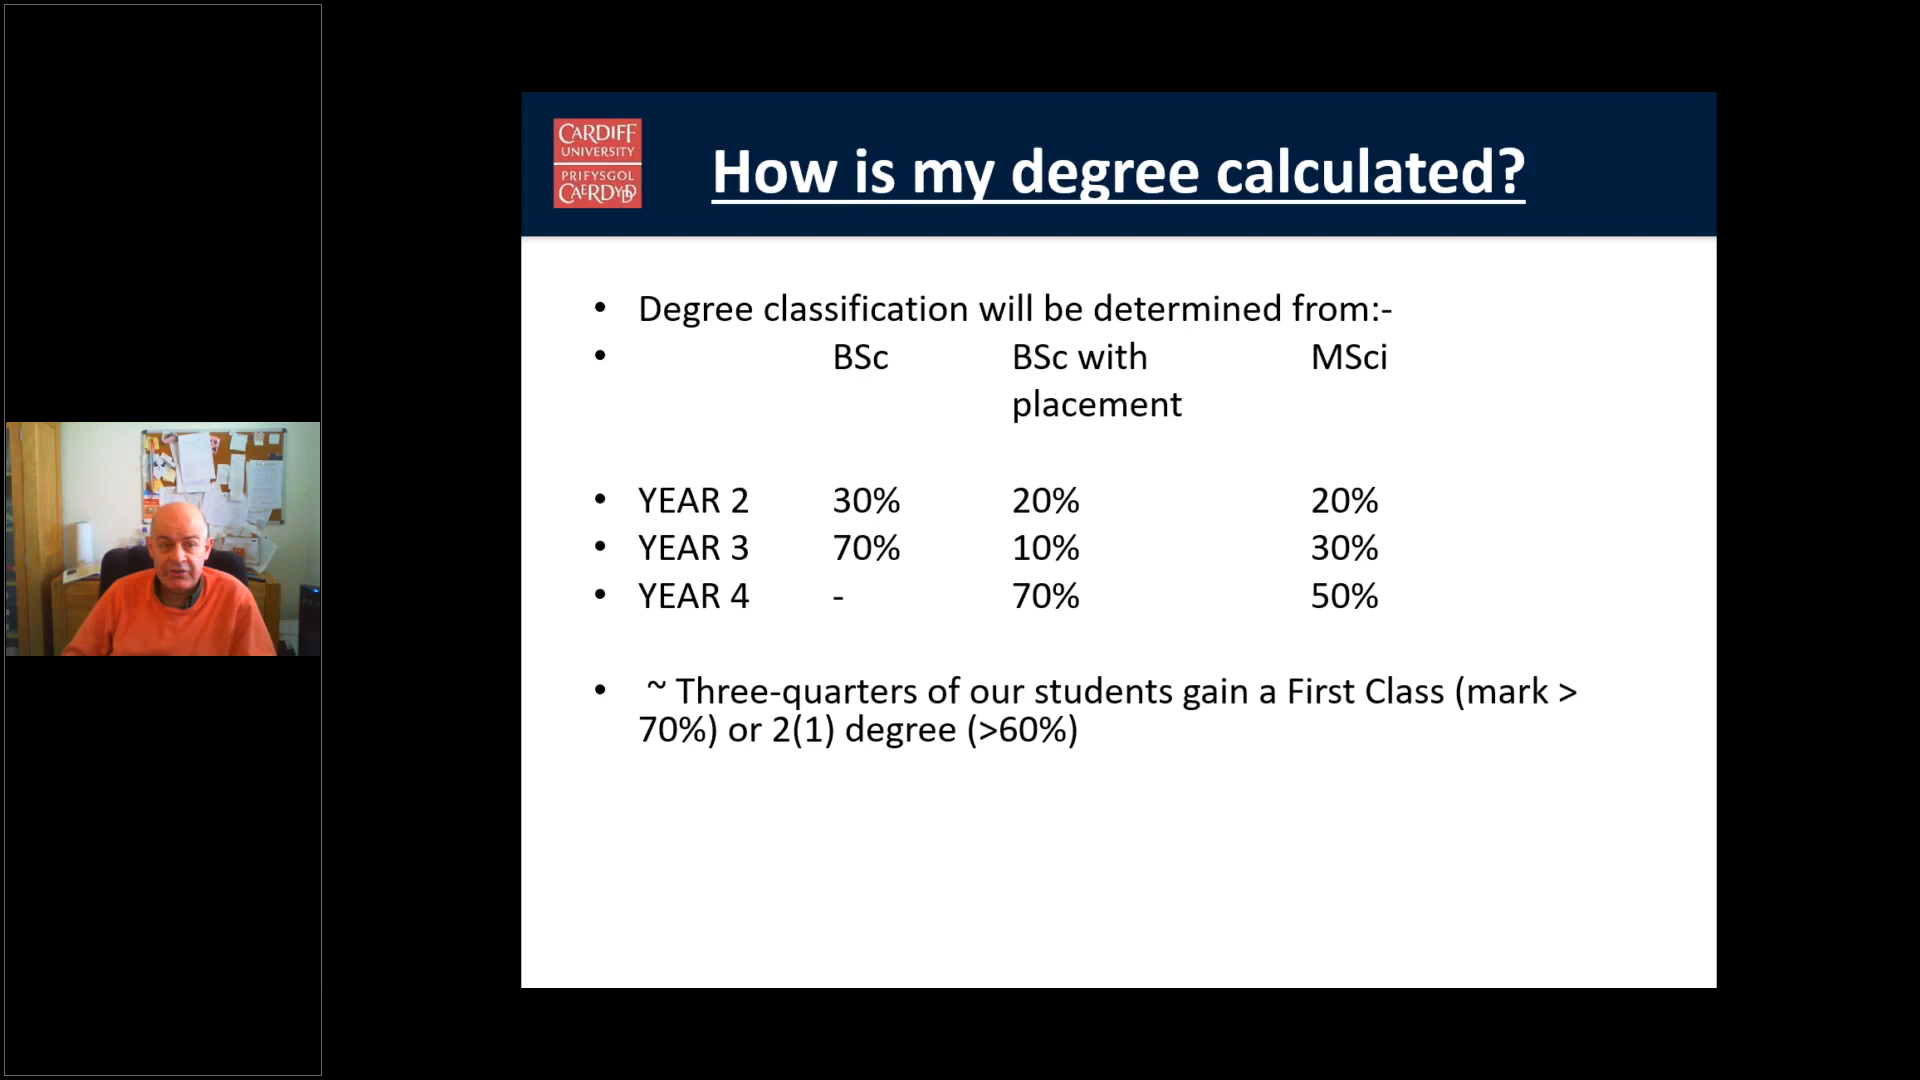 CARDIFF
UNIVERSITY
PRIFYSGOL
CAERDYDD
How is my degree calculated?
• Degree classification will be determined from:-
• BSc BSc with MSci
placement
• YEAR 2 30% 20% 20%
• YEAR 3 70% 10% 30%
• YEAR 4 - 70% 50%
• ~ Three-quarters of our students gain a First Class (mark >
70%) or 2(1) degree (>60%)